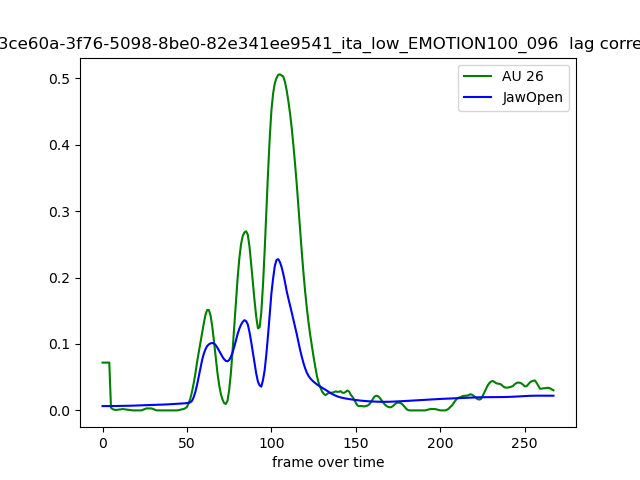 3ce60a-3f76-5098-8be0-82e341ee9541_ita_low_EMOTION100_096  lag corre
AU 26
JawOpen
0.5
0.4
0.3
0.2
0.1
0.0
0 50 100 150 200 250
frame over time